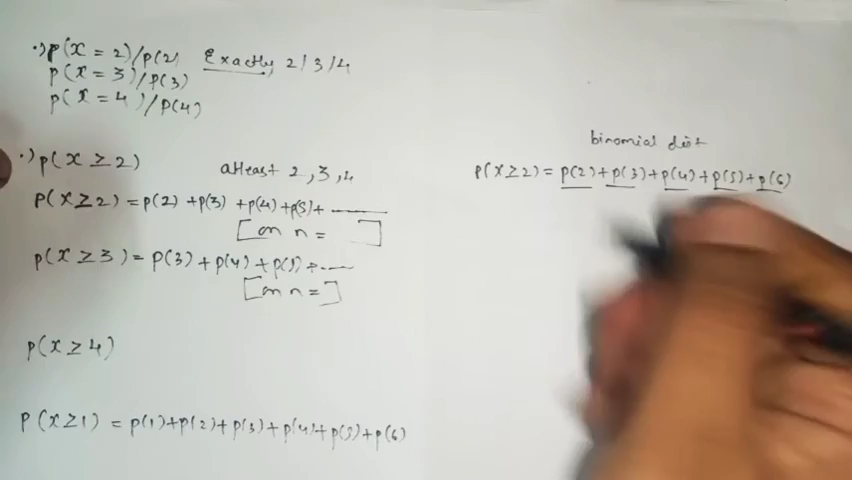 ·) P(x = 2)/P(2) Exactly 2/3/4
P(x = 3)/P(3)
P(x = 4)/P(4)
·) P(x ≥ 2) atleast 2,3,4
P(x ≥ 2) = P(2) + P(3) + P(4) + P(5) + ———
[on n = ]
P(x ≥ 3) = P(3) + P(4) + P(5) + ......
[on n = ]
P(x ≥ 4)
P(x ≥ 1) = P(1)+P(2)+P(3)+P(4)+P(5)+P(6)
binomial dist
P(x ≥ 2) = P(2)+P(3)+P(4)+P(5)+P(6)